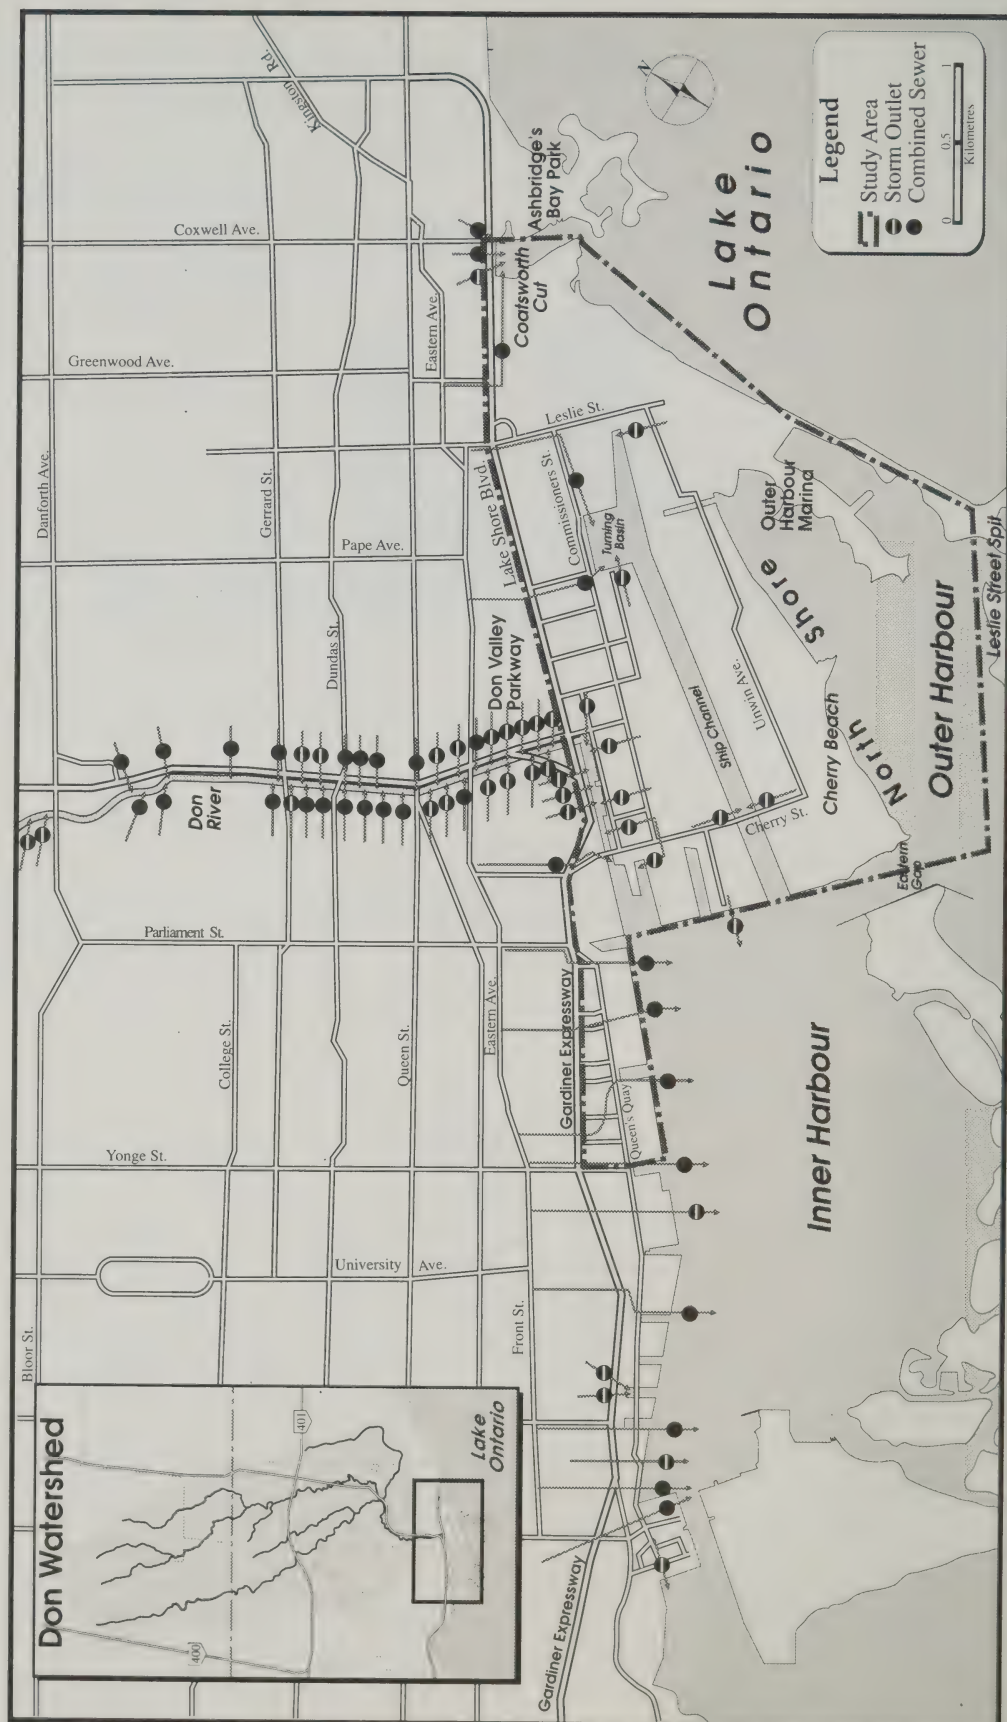 Don Watershed
400
401
Lake
Ontario
Bloor St.
Danforth Ave.
Yonge St.
University Ave.
Parliament St.
College St.
Queen St.
Eastern Ave.
Front St.
Gardiner Expressway
Gardiner Expressway
Queen's Quay
Don
River
Dundas St.
Gerrard St.
Pape Ave.
Greenwood Ave.
Coxwell Ave.
Kingston
Rd.
Eastern Ave.
Don Valley
Parkway
Lake Shore Blvd.
Commissioners St.
Leslie St.
Turning
Basin
Ship Channel
Unwin Ave.
Cherry St.
Cherry Beach
North Shore
Outer
Harbour
Marina
Outer Harbour
Leslie Street Spit
Eastern
Gap
Inner Harbour
Coatsworth
Cut
Ashbridge's
Bay Park
Lake
Ontario
N
Legend
Study Area
Storm Outlet
Combined Sewer
0 0.5 1
Kilometres